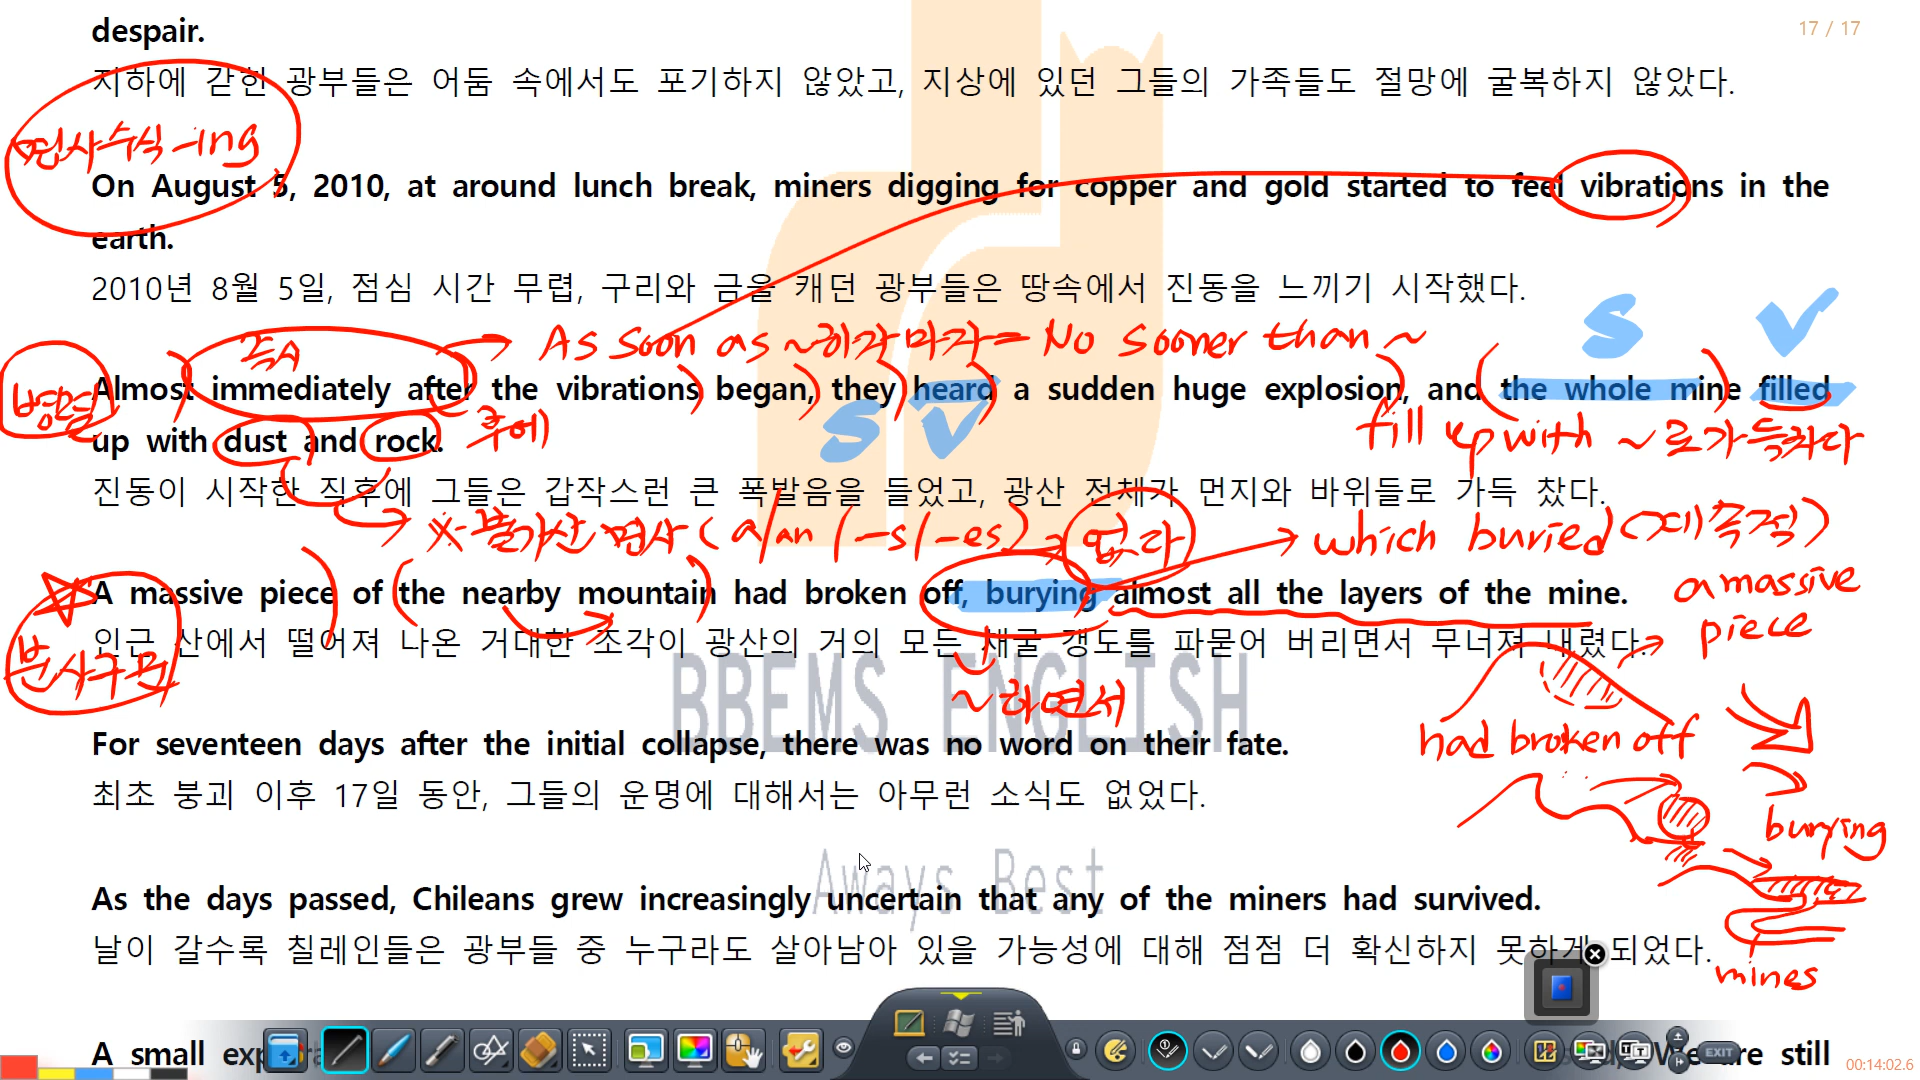 despair.
17 / 17
지하에 갇힌 광부들은 어둠 속에서도 포기하지 않았고, 지상에 있던 그들의 가족들도 절망에 굴복하지 않았다.
명사수식 -ing
On August 5, 2010, at around lunch break, miners digging for copper and gold started to feel vibrations in the
earth.
2010년 8월 5일, 점심 시간 무렵, 구리와 금을 캐던 광부들은 땅속에서 진동을 느끼기 시작했다.
S V
즉시 → As soon as ~하자마자 = No sooner than ~
병렬
Almost immediately after the vibrations began, they heard a sudden huge explosion, and the whole mine filled
up with dust and rock.
후에
S V
fill up with ~로 가득차다
진동이 시작한 직후에 그들은 갑작스런 큰 폭발음을 들었고, 광산 전체가 먼지와 바위들로 가득 찼다.
→ ※불가산 명사 (a/an / -s/-es) → 없다
→ which buried (계속적)
A massive piece of the nearby mountain had broken off, burying almost all the layers of the mine.
분사구문
a massive
piece
인근 산에서 떨어져 나온 거대한 조각이 광산의 거의 모든 채굴 갱도를 파묻어 버리면서 무너져 내렸다.
~하면서
BBEMS ENGLISH
had broken off
For seventeen days after the initial collapse, there was no word on their fate.
최초 붕괴 이후 17일 동안, 그들의 운명에 대해서는 아무런 소식도 없었다.
burying
Aways Best
As the days passed, Chileans grew increasingly uncertain that any of the miners had survived.
날이 갈수록 칠레인들은 광부들 중 누구라도 살아남아 있을 가능성에 대해 점점 더 확신하지 못하게 되었다.
mines
A small still
EXIT
00:14:02.6